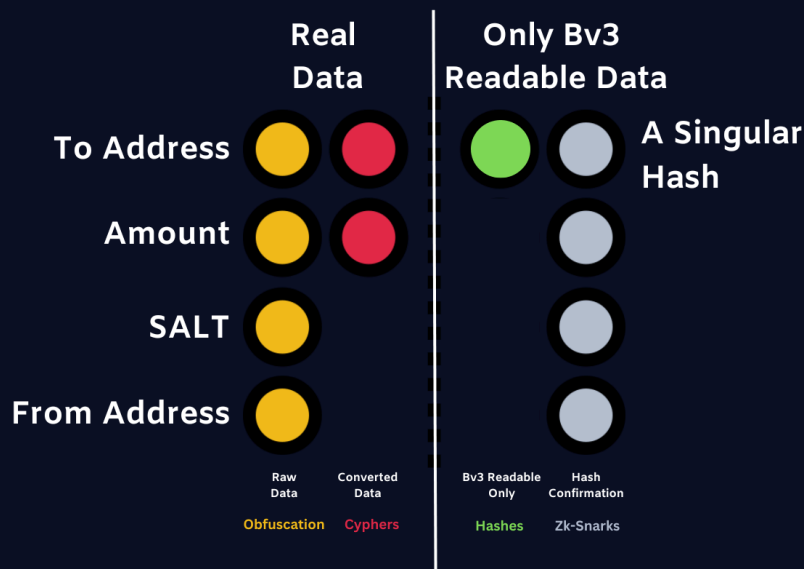 Real
Data
Only Bv3
Readable Data
To Address
A Singular
Hash
Amount
SALT
From Address
Raw
Data
Converted
Data
Bv3 Readable
Only
Hash
Confirmation
Obfuscation
Cyphers
Hashes
Zk-Snarks